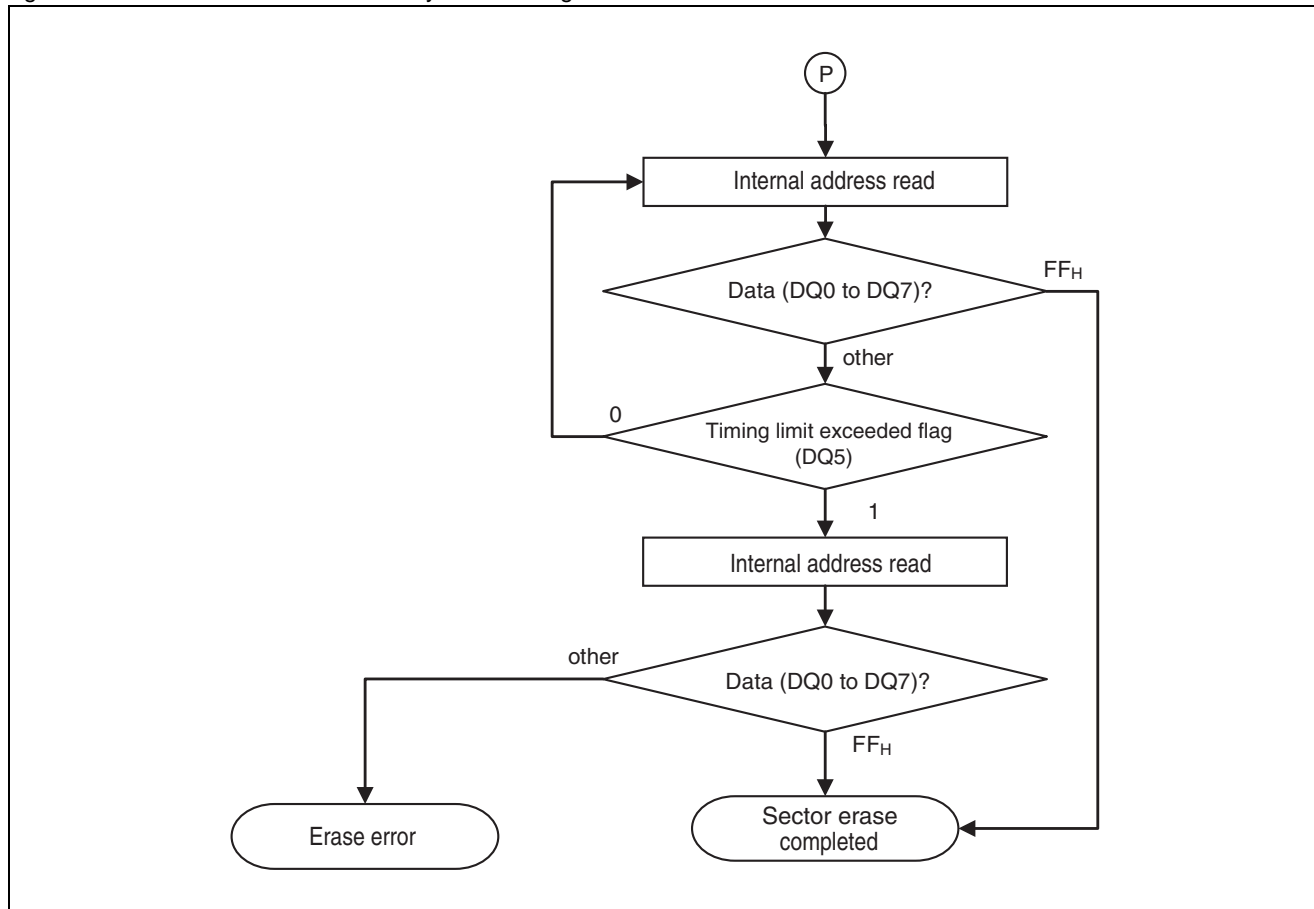 P
Internal address read
FFH
Data (DQ0 to DQ7)?
other
0
Timing limit exceeded flag
(DQ5)
1
Internal address read
other
Data (DQ0 to DQ7)?
FFH
Erase error
Sector erase
completed